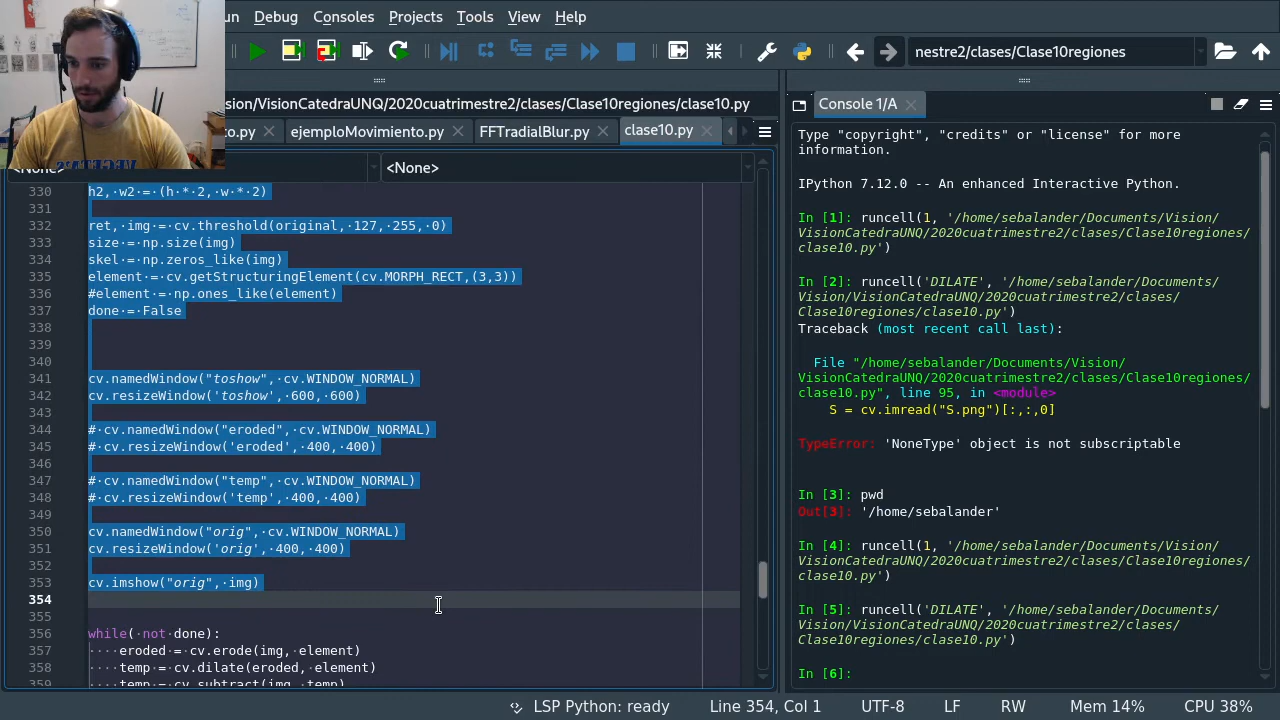 un Debug Consoles Projects Tools View Help
nestre2/clases/Clase10regiones
sion/VisionCatedraUNQ/2020cuatrimestre2/clases/Clase10regiones/clase10.py
to.py ejemploMovimiento.py FFTradialBlur.py clase10.py
<None> <None>
330 h2,·w2·=·(h·*·2,·w·*·2)
331
332 ret,·img·=·cv.threshold(original,·127,·255,·0)
333 size·=·np.size(img)
334 skel·=·np.zeros_like(img)
335 element·=·cv.getStructuringElement(cv.MORPH_RECT,(3,3))
336 #element·=·np.ones_like(element)
337 done·=·False
338
339
340
341 cv.namedWindow("toshow",·cv.WINDOW_NORMAL)
342 cv.resizeWindow('toshow',·600,·600)
343
344 #·cv.namedWindow("eroded",·cv.WINDOW_NORMAL)
345 #·cv.resizeWindow('eroded',·400,·400)
346
347 #·cv.namedWindow("temp",·cv.WINDOW_NORMAL)
348 #·cv.resizeWindow('temp',·400,·400)
349
350 cv.namedWindow("orig",·cv.WINDOW_NORMAL)
351 cv.resizeWindow('orig',·400,·400)
352
353 cv.imshow("orig",·img)
354
355
356 while(·not·done):
357 ····eroded·=·cv.erode(img,·element)
358 ····temp·=·cv.dilate(eroded,·element)
359 ····temp·=·cv.subtract(img,·temp)
Console 1/A
Type "copyright", "credits" or "license" for more
information.
IPython 7.12.0 -- An enhanced Interactive Python.
In [1]: runcell(1, '/home/sebalander/Documents/Vision/
VisionCatedraUNQ/2020cuatrimestre2/clases/Clase10regiones/
clase10.py')
In [2]: runcell('DILATE', '/home/sebalander/Documents/
Vision/VisionCatedraUNQ/2020cuatrimestre2/clases/
Clase10regiones/clase10.py')
Traceback (most recent call last):
File "/home/sebalander/Documents/Vision/
VisionCatedraUNQ/2020cuatrimestre2/clases/Clase10regiones/
clase10.py", line 95, in <module>
S = cv.imread("S.png")[:,:,0]
TypeError: 'NoneType' object is not subscriptable
In [3]: pwd
Out[3]: '/home/sebalander'
In [4]: runcell(1, '/home/sebalander/Documents/Vision/
VisionCatedraUNQ/2020cuatrimestre2/clases/Clase10regiones/
clase10.py')
In [5]: runcell('DILATE', '/home/sebalander/Documents/
Vision/VisionCatedraUNQ/2020cuatrimestre2/clases/
Clase10regiones/clase10.py')
In [6]:
LSP Python: ready Line 354, Col 1 UTF-8 LF RW Mem 14% CPU 38%